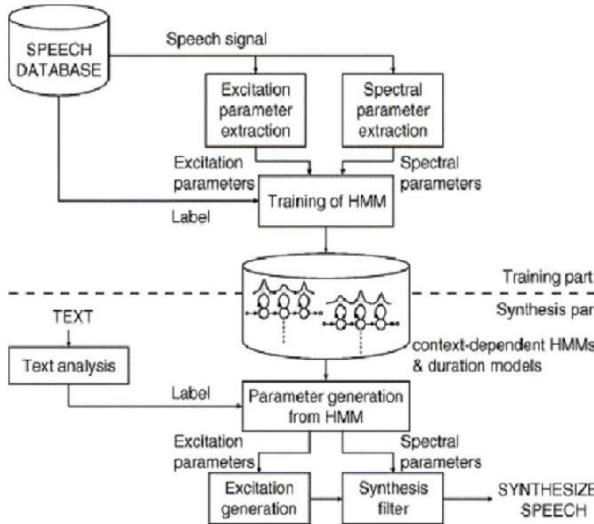 SPEECH
DATABASE
Speech signal
Excitation
parameter
extraction
Spectral
parameter
extraction
Excitation
parameters
Spectral
parameters
Training of HMM
Label
Training part
Synthesis par
TEXT
context-dependent HMMs
& duration models
Text analysis
Label
Parameter generation
from HMM
Excitation
parameters
Spectral
parameters
Excitation
generation
Synthesis
filter
SYNTHESIZE
SPEECH